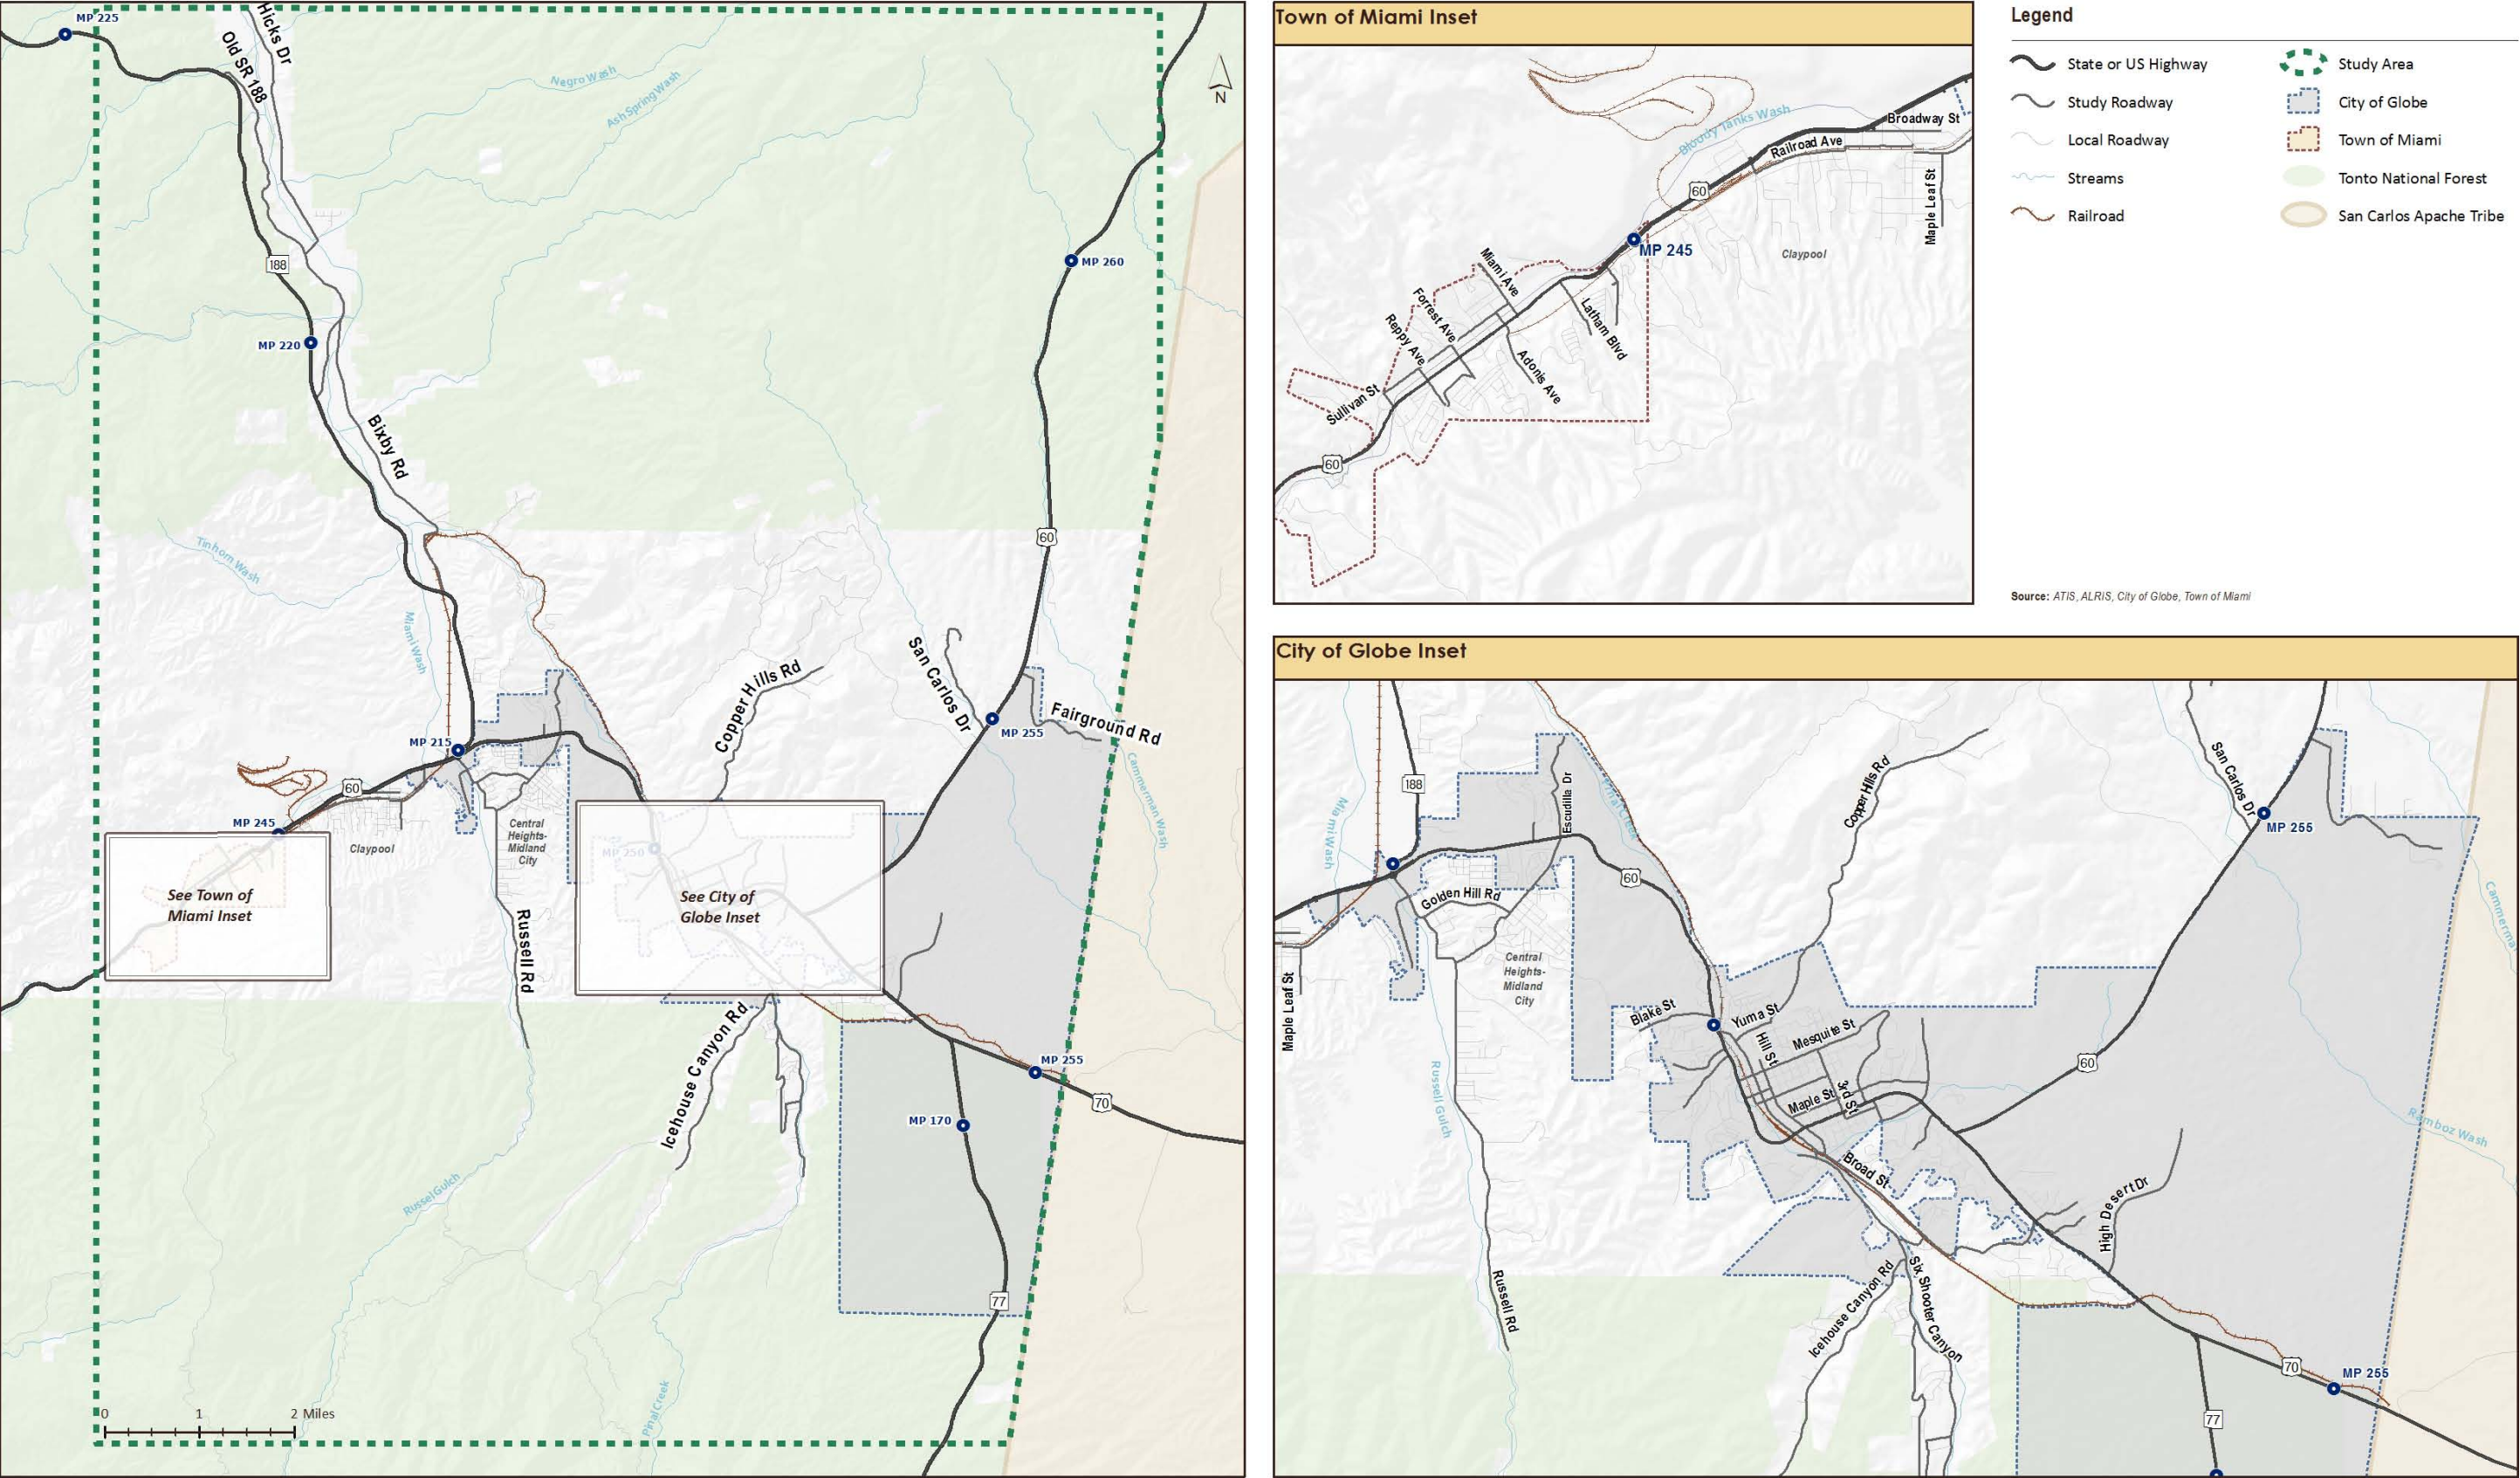 MP 225
Hicks Dr
Old SR 188
Negro Wash
Ash Spring Wash
N
188
MP 260
MP 220
Bixby Rd
60
Tinhorn Wash
Miami Wash
San Carlos Dr
Copper Hills Rd
MP 255
Fairground Rd
MP 215
Cammerman Wash
60
MP 245
Claypool
Central
Heights-
Midland
City
MP 250
See Town of
Miami Inset
See City of
Globe Inset
Russell Rd
Icehouse Canyon Rd
MP 255
70
MP 170
Russel Gulch
77
Pinal Creek
0 1 2 Miles
Town of Miami Inset
Bloody Tanks Wash
Broadway St
Railroad Ave
60
Maple Leaf St
MP 245
Claypool
Miami Ave
Forrest Ave
Reppy Ave
Latham Blvd
Adonis Ave
Sullivan St
60
Legend
State or US Highway
Study Roadway
Local Roadway
Streams
Railroad
Study Area
City of Globe
Town of Miami
Tonto National Forest
San Carlos Apache Tribe
Source: ATIS, ALRIS, City of Globe, Town of Miami
City of Globe Inset
188
Escudilla Dr
Pinal Creek
Copper Hills Rd
San Carlos Dr
MP 255
Miami Wash
60
Golden Hill Rd
Central
Heights-
Midland
City
Maple Leaf St
Blake St
Yuma St
Hill St
Mesquite St
Maple St
3rd St
60
Russell Gulch
Ramboz Wash
Broad St
High Desert Dr
Russell Rd
Icehouse Canyon Rd
Six Shooter Canyon
70
MP 255
77